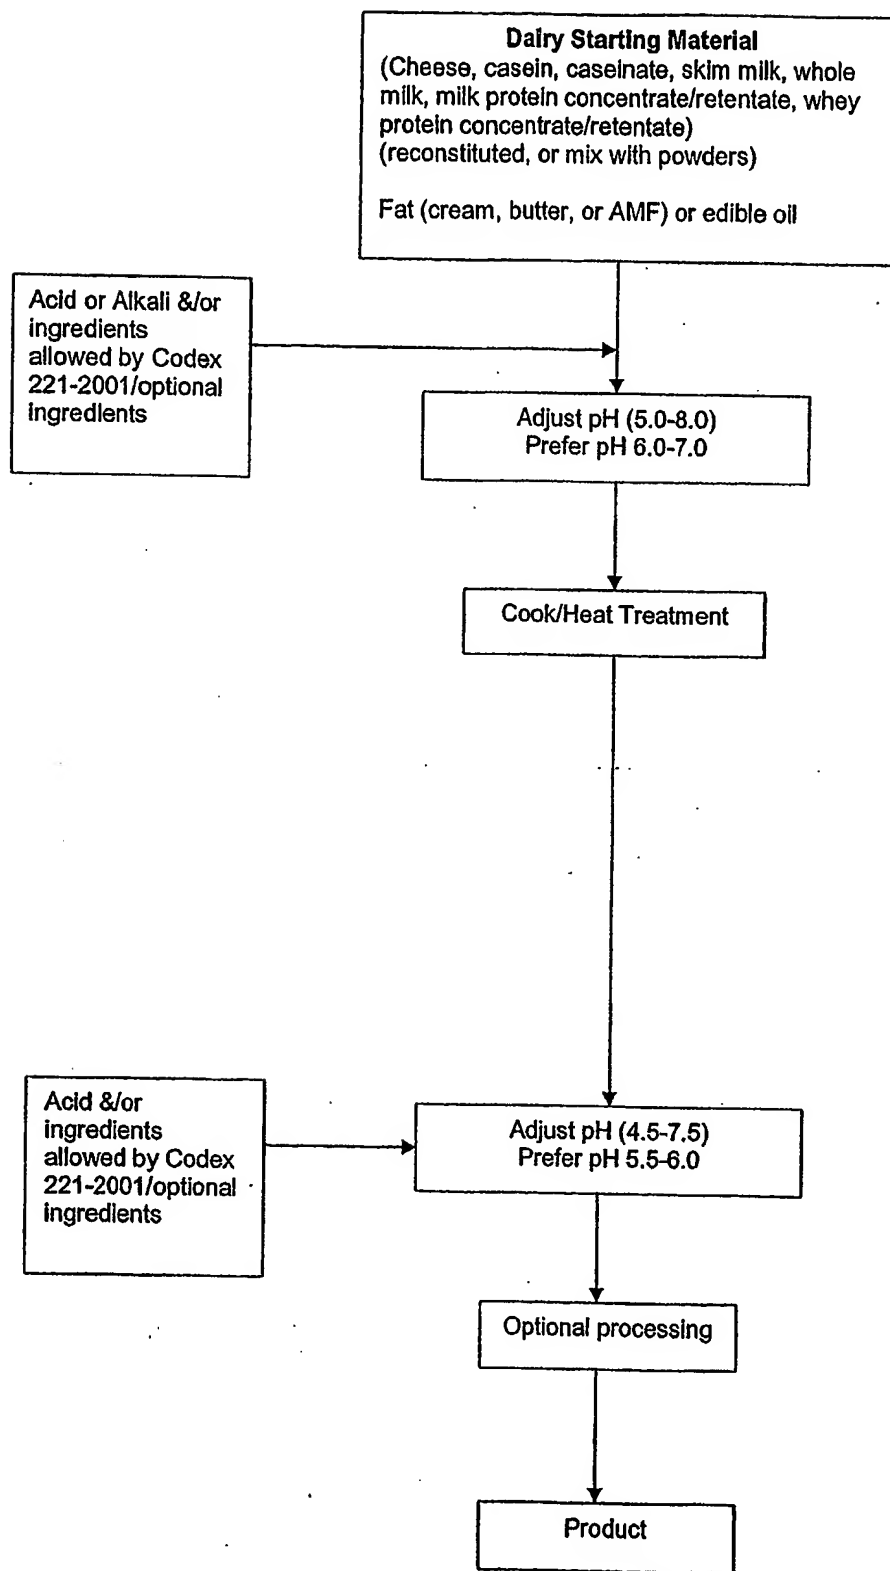 Dairy Starting Material
(Cheese, casein, caseinate, skim milk, whole
milk, milk protein concentrate/retentate, whey
protein concentrate/retentate)
(reconstituted, or mix with powders)
Fat (cream, butter, or AMF) or edible oil
Acid or Alkali &/or
ingredients
allowed by Codex
221-2001/optional
ingredients
Adjust pH (5.0-8.0)
Prefer pH 6.0-7.0
Cook/Heat Treatment
Acid &/or
ingredients
allowed by Codex
221-2001/optional
ingredients
Adjust pH (4.5-7.5)
Prefer pH 5.5-6.0
Optional processing
Product